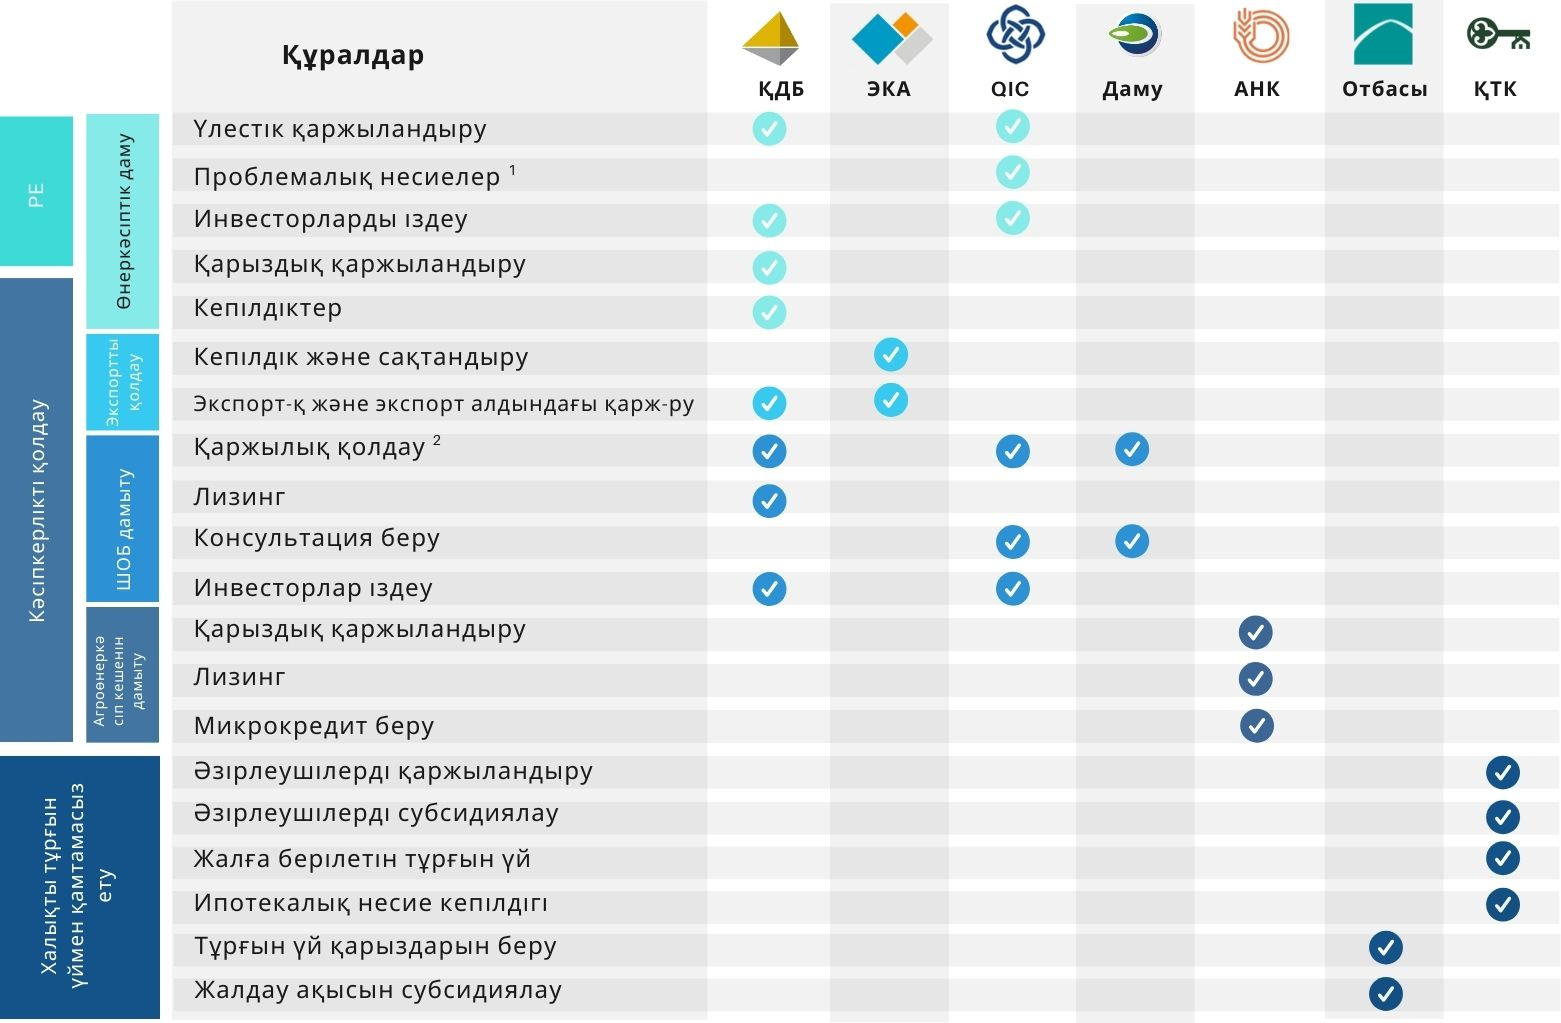 Құралдар
ҚДБ
ЭКА
QIC
Даму
АНК
Отбасы
ҚТК
PE
Кәсіпкерлікті қолдау
Халықты тұрғын
үймен қамтамасыз
ету
Өнеркәсіптік даму
Экспортты
қолдау
ШОБ дамыту
Агроөнеркә
сіп кешенін
дамыту
Үлестік қаржыландыру
Проблемалық несиелер 1
Инвесторларды іздеу
Қарыздық қаржыландыру
Кепілдіктер
Кепілдік және сақтандыру
Экспорт-қ және экспорт алдындағы қарж-ру
Қаржылық қолдау 2
Лизинг
Консультация беру
Инвесторлар іздеу
Қарыздық қаржыландыру
Лизинг
Микрокредит беру
Әзірлеушілерді қаржыландыру
Әзірлеушілерді субсидиялау
Жалға берілетін тұрғын үй
Ипотекалық несие кепілдігі
Тұрғын үй қарыздарын беру
Жалдау ақысын субсидиялау